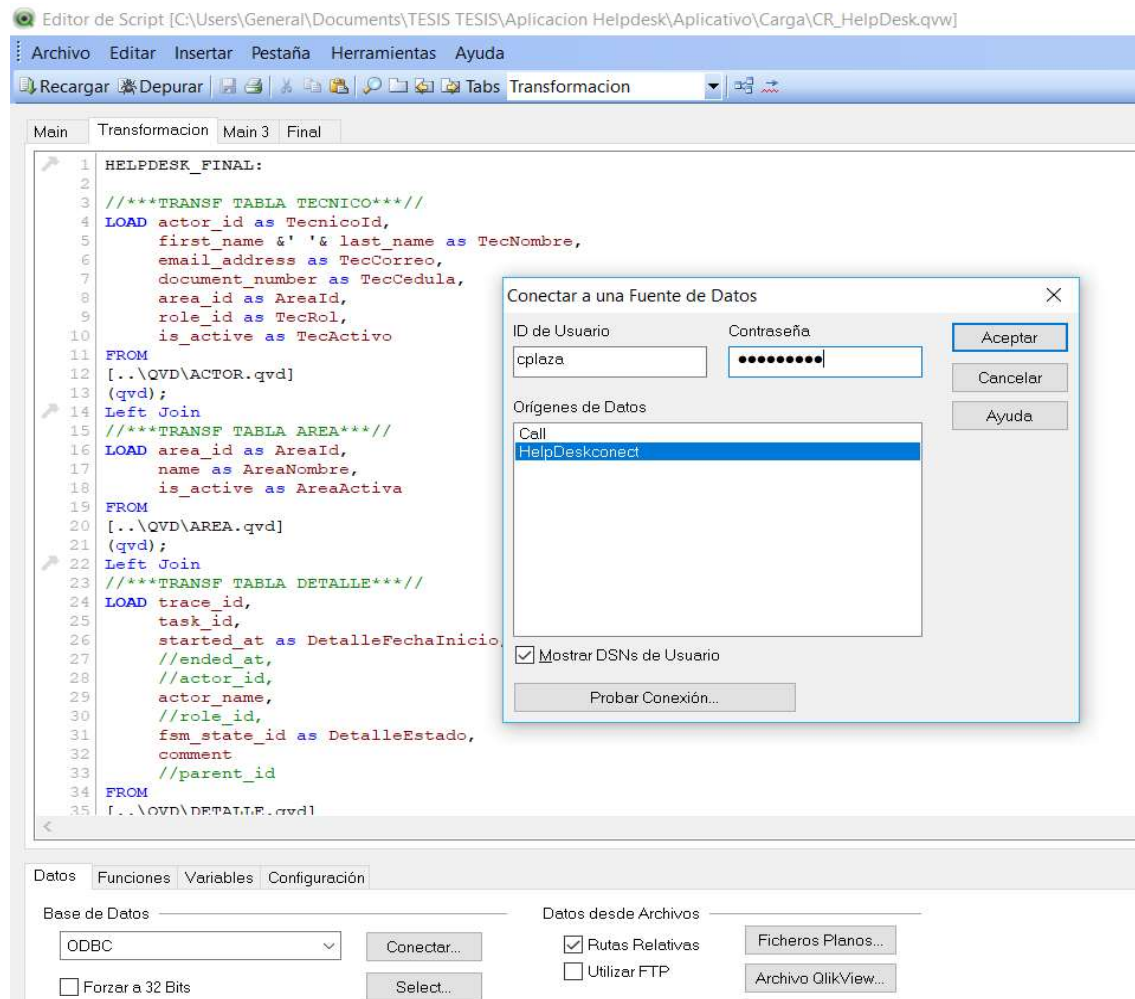 Editor de Script [C:\Users\General\Documents\TESIS TESIS\Aplicacion Helpdesk\Aplicativo\Carga\CR_HelpDesk.qvw]
Archivo Editar Insertar Pestaña Herramientas Ayuda
Recargar Depurar Tabs Transformacion
Main Transformacion Main 3 Final
1 HELPDESK_FINAL:
2
3 //***TRANSF TABLA TECNICO***//
4 LOAD actor_id as TecnicoId,
5 first_name &' '& last_name as TecNombre,
6 email_address as TecCorreo,
7 document_number as TecCedula,
8 area_id as AreaId,
9 role_id as TecRol,
10 is_active as TecActivo
11 FROM
12 [..\QVD\ACTOR.qvd]
13 (qvd);
14 Left Join
15 //***TRANSF TABLA AREA***//
16 LOAD area_id as AreaId,
17 name as AreaNombre,
18 is_active as AreaActiva
19 FROM
20 [..\QVD\AREA.qvd]
21 (qvd);
22 Left Join
23 //***TRANSF TABLA DETALLE***//
24 LOAD trace_id,
25 task_id,
26 started_at as DetalleFechaInicio,
27 //ended_at,
28 //actor_id,
29 actor_name,
30 //role_id,
31 fsm_state_id as DetalleEstado,
32 comment
33 //parent_id
34 FROM
35 [..\QVD\DETALLE.qvd]
Conectar a una Fuente de Datos
ID de Usuario Contraseña
Aceptar
cplaza •••••••••
Cancelar
Orígenes de Datos
Ayuda
Call
HelpDeskconect
Mostrar DSNs de Usuario
Probar Conexión...
Datos Funciones Variables Configuración
Base de Datos Datos desde Archivos
ODBC Conectar... Rutas Relativas Ficheros Planos...
Forzar a 32 Bits Select... Utilizar FTP Archivo QlikView...